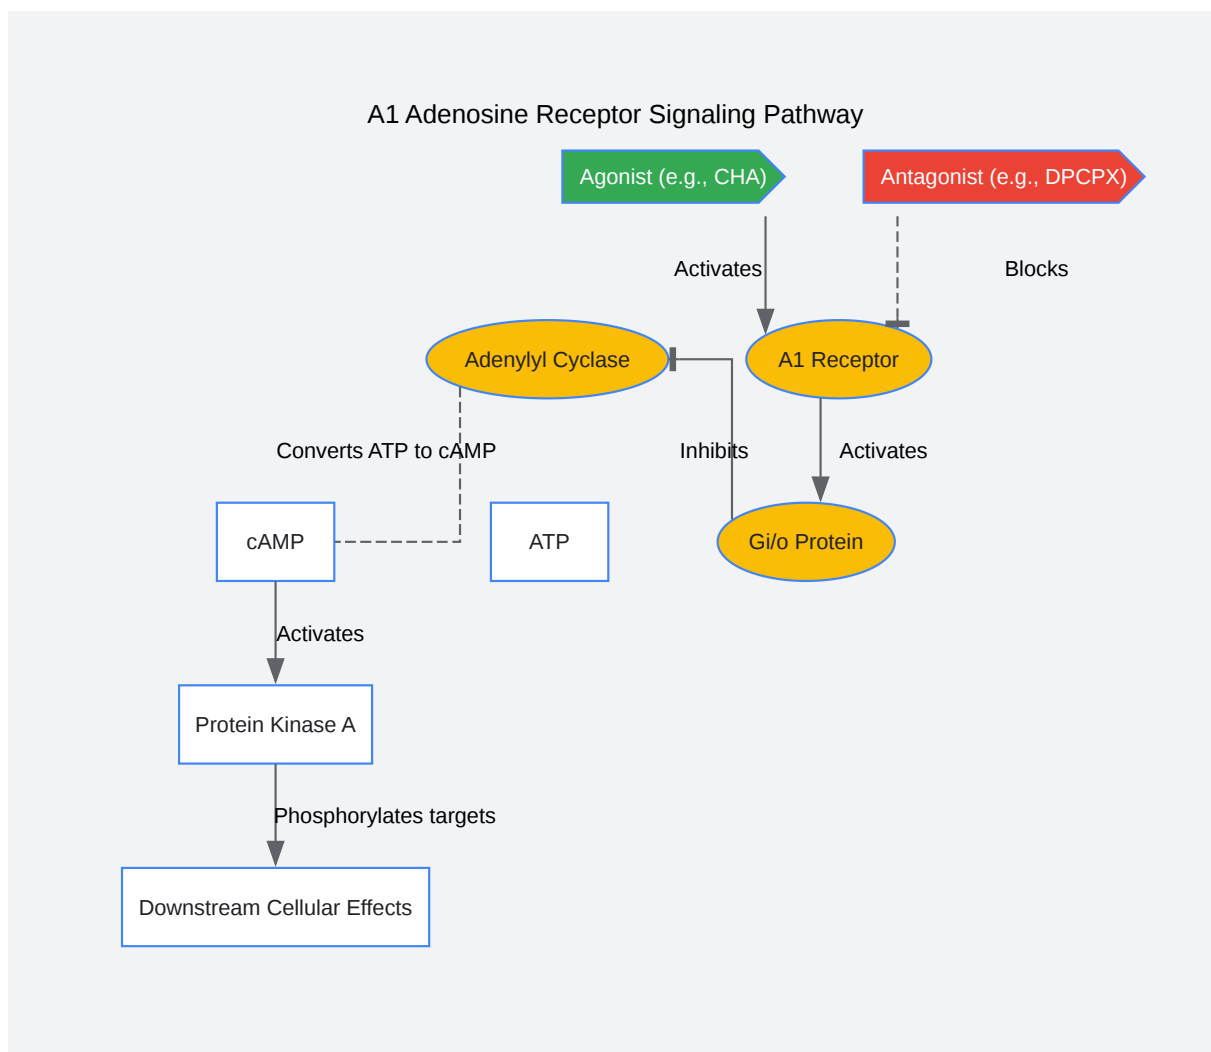 A1 Adenosine Receptor Signaling Pathway
Agonist (e.g., CHA)
Antagonist (e.g., DPCPX)
Activates
Blocks
Adenylyl Cyclase
A1 Receptor
Converts ATP to cAMP
Inhibits
Activates
cAMP
ATP
Gi/o Protein
Activates
Protein Kinase A
Phosphorylates targets
Downstream Cellular Effects